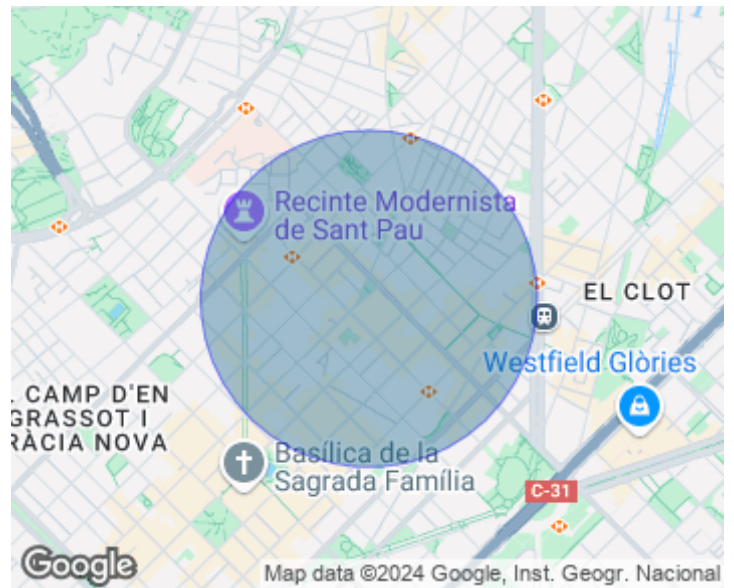 Recinte Modernista
de Sant Pau
EL CLOT
Westfield Glòries
CAMP D'EN
GRASSOT I
RÀCIA NOVA
Basílica de la
Sagrada Família
C-31
Google
Map data ©2024 Google, Inst. Geogr. Nacional